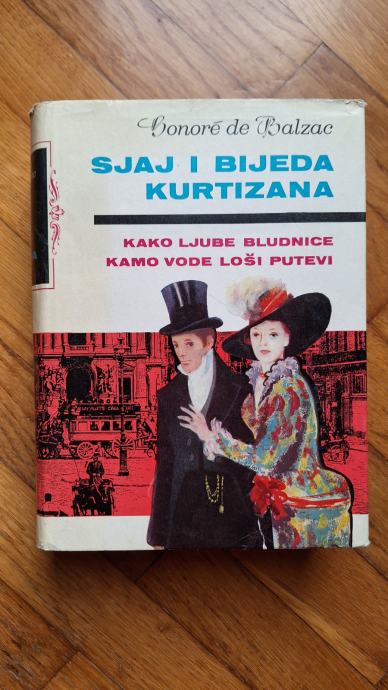 Honoré de Balzac
SJAJ I BIJEDA
KURTIZANA
KAKO LJUBE BLUDNICE
KAMO VODE LOŠI PUTEVI